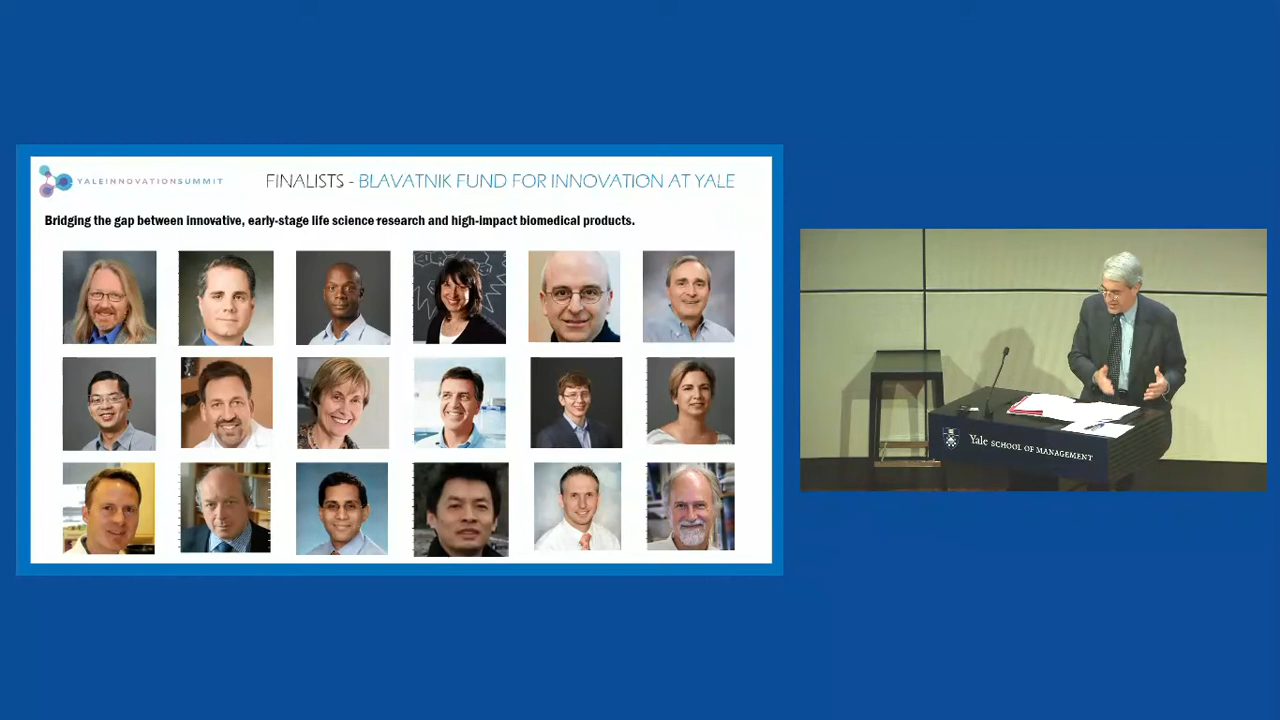 YALEINNOVATIONSUMMIT
FINALISTS - BLAVATNIK FUND FOR INNOVATION AT YALE
Bridging the gap between innovative, early-stage life science research and high-impact biomedical products.
Yale SCHOOL OF MANAGEMENT